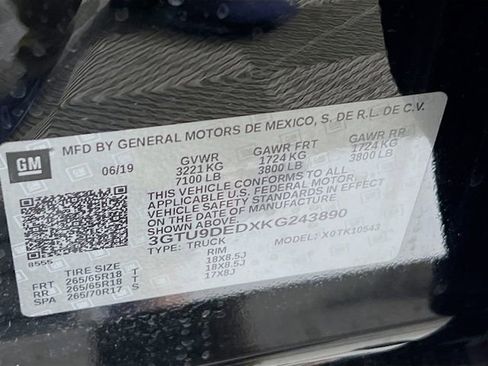 GM
MFD BY GENERAL MOTORS DE MEXICO, S. DE R.L. DE C.V.
06/19 GVWR GAWR FRT GAWR RR
3221 KG 1724 KG 1724 KG
7100 LB 3800 LB 3800 LB
THIS VEHICLE CONFORMS TO ALL
APPLICABLE U.S. FEDERAL MOTOR
VEHICLE SAFETY STANDARDS IN EFFECT
ON THE DATE OF MANUFACTURE
3GTU9DEDXKG243890
TYPE: TRUCK MODEL: X0TK10543
8555
TIRE SIZE RIM
FRT 265/65R18 T 18X8.5J
RR 265/65R18 T 18X8.5J
SPA 265/70R17 S 17X8J